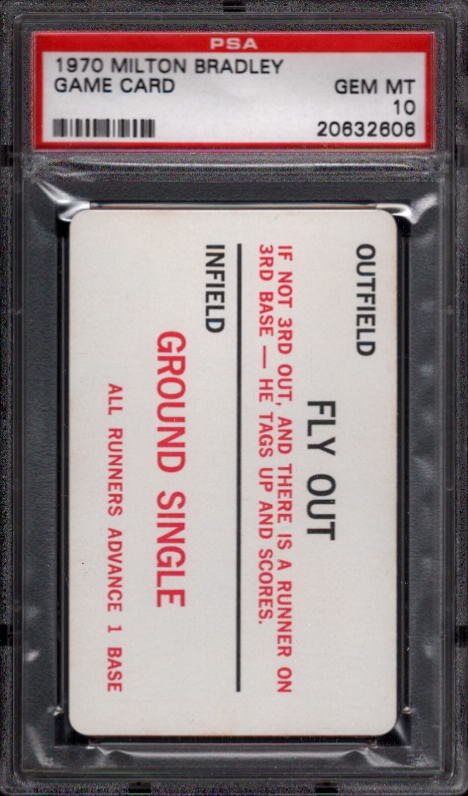 PSA
1970 MILTON BRADLEY
GAME CARD
GEM MT
10
20632606
OUTFIELD
FLY OUT
IF NOT 3RD OUT, AND THERE IS A RUNNER ON
3RD BASE — HE TAGS UP AND SCORES.
INFIELD
GROUND SINGLE
ALL RUNNERS ADVANCE 1 BASE